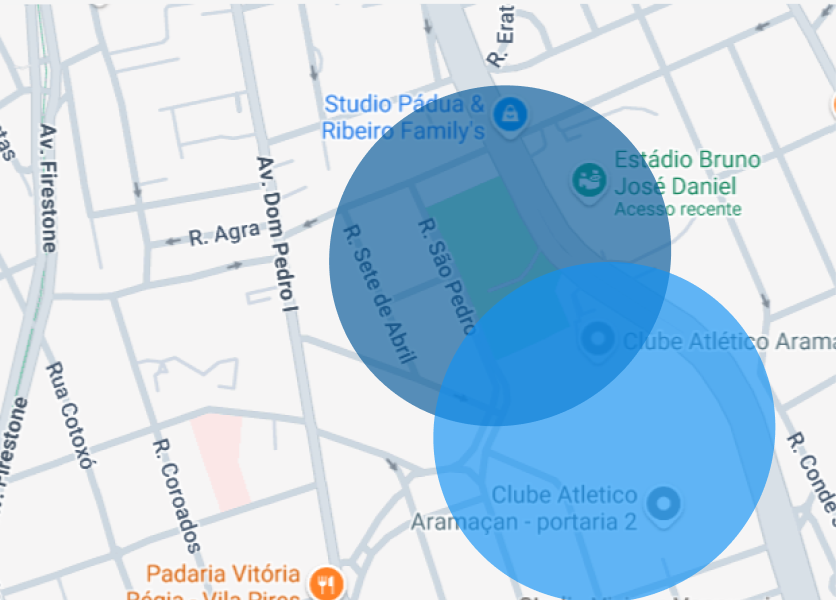 R. Erat
Studio Pádua &
Ribeiro Family's
Av. Firestone
Estádio Bruno
José Daniel
Acesso recente
Av. Dom Pedro I
R. Agra
R. São Pedro
R. Sete de Abril
Clube Atlético Arama
Rua Cotoxó
Firestone
R. Coroados
R. Conde
Clube Atletico
Aramaçan - portaria 2
Padaria Vitória
Régia - Vila Pires